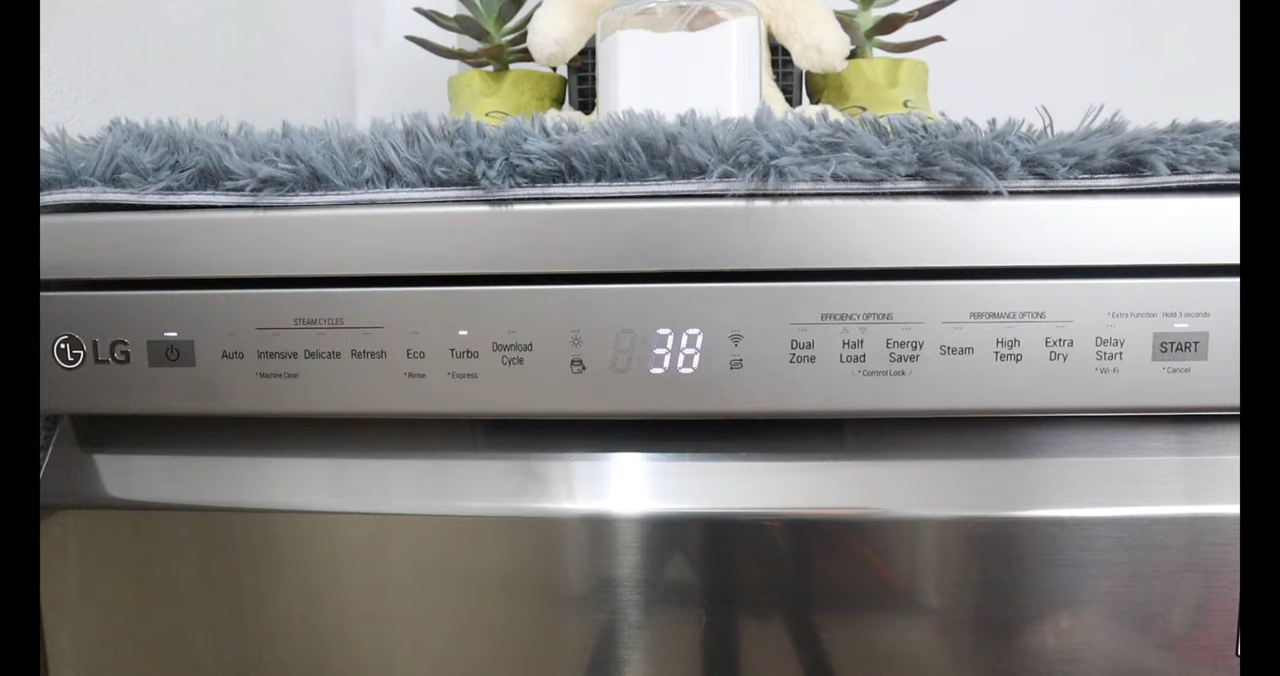 LG
Auto
STEAM CYCLES
Intensive Delicate Refresh
* Machine Clean
Eco
* Rinse
Turbo
* Express
Download
Cycle
38
EFFICIENCY OPTIONS
Dual
Zone
Half
Load
Energy
Saver
* Control Lock
PERFORMANCE OPTIONS
Steam
High
Temp
Extra
Dry
* Extra Function : Hold 3 seconds
Delay
Start
* Wi-Fi
START
* Cancel